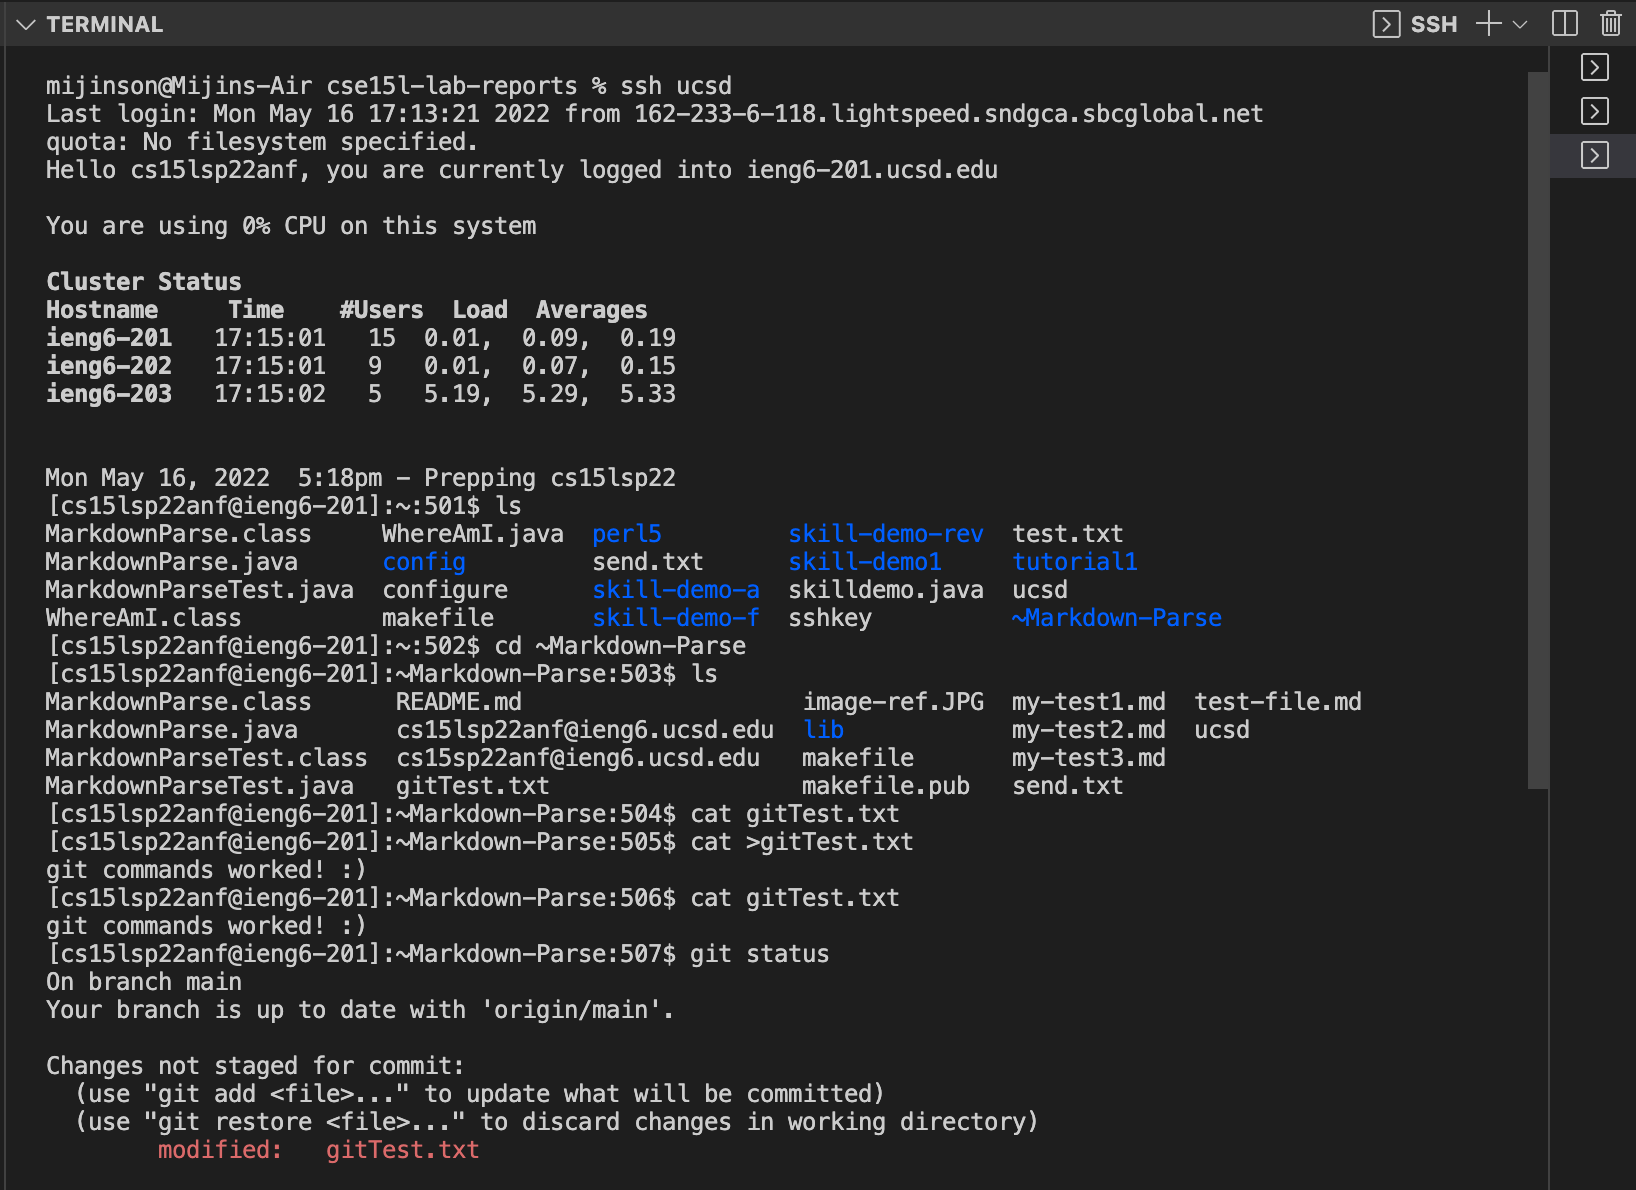 TERMINAL
SSH
mijinson@Mijins-Air cse15l-lab-reports % ssh ucsd
Last login: Mon May 16 17:13:21 2022 from 162-233-6-118.lightspeed.sndgca.sbcglobal.net
quota: No filesystem specified.
Hello cs15lsp22anf, you are currently logged into ieng6-201.ucsd.edu
You are using 0% CPU on this system
Cluster Status
Hostname     Time    #Users  Load  Averages
ieng6-201   17:15:01   15  0.01,  0.09,  0.19
ieng6-202   17:15:01   9   0.01,  0.07,  0.15
ieng6-203   17:15:02   5   5.19,  5.29,  5.33
Mon May 16, 2022  5:18pm - Prepping cs15lsp22
[cs15lsp22anf@ieng6-201]:~:501$ ls
MarkdownParse.class     WhereAmI.java  perl5         skill-demo-rev  test.txt
MarkdownParse.java      config         send.txt      skill-demo1     tutorial1
MarkdownParseTest.java  configure      skill-demo-a  skilldemo.java  ucsd
WhereAmI.class          makefile       skill-demo-f  sshkey          ~Markdown-Parse
[cs15lsp22anf@ieng6-201]:~:502$ cd ~Markdown-Parse
[cs15lsp22anf@ieng6-201]:~Markdown-Parse:503$ ls
MarkdownParse.class      README.md                    image-ref.JPG  my-test1.md  test-file.md
MarkdownParse.java       cs15lsp22anf@ieng6.ucsd.edu  lib            my-test2.md  ucsd
MarkdownParseTest.class  cs15sp22anf@ieng6.ucsd.edu   makefile       my-test3.md
MarkdownParseTest.java   gitTest.txt                  makefile.pub   send.txt
[cs15lsp22anf@ieng6-201]:~Markdown-Parse:504$ cat gitTest.txt
[cs15lsp22anf@ieng6-201]:~Markdown-Parse:505$ cat >gitTest.txt
git commands worked! :)
[cs15lsp22anf@ieng6-201]:~Markdown-Parse:506$ cat gitTest.txt
git commands worked! :)
[cs15lsp22anf@ieng6-201]:~Markdown-Parse:507$ git status
On branch main
Your branch is up to date with 'origin/main'.
Changes not staged for commit:
  (use "git add <file>..." to update what will be committed)
  (use "git restore <file>..." to discard changes in working directory)
        modified:   gitTest.txt